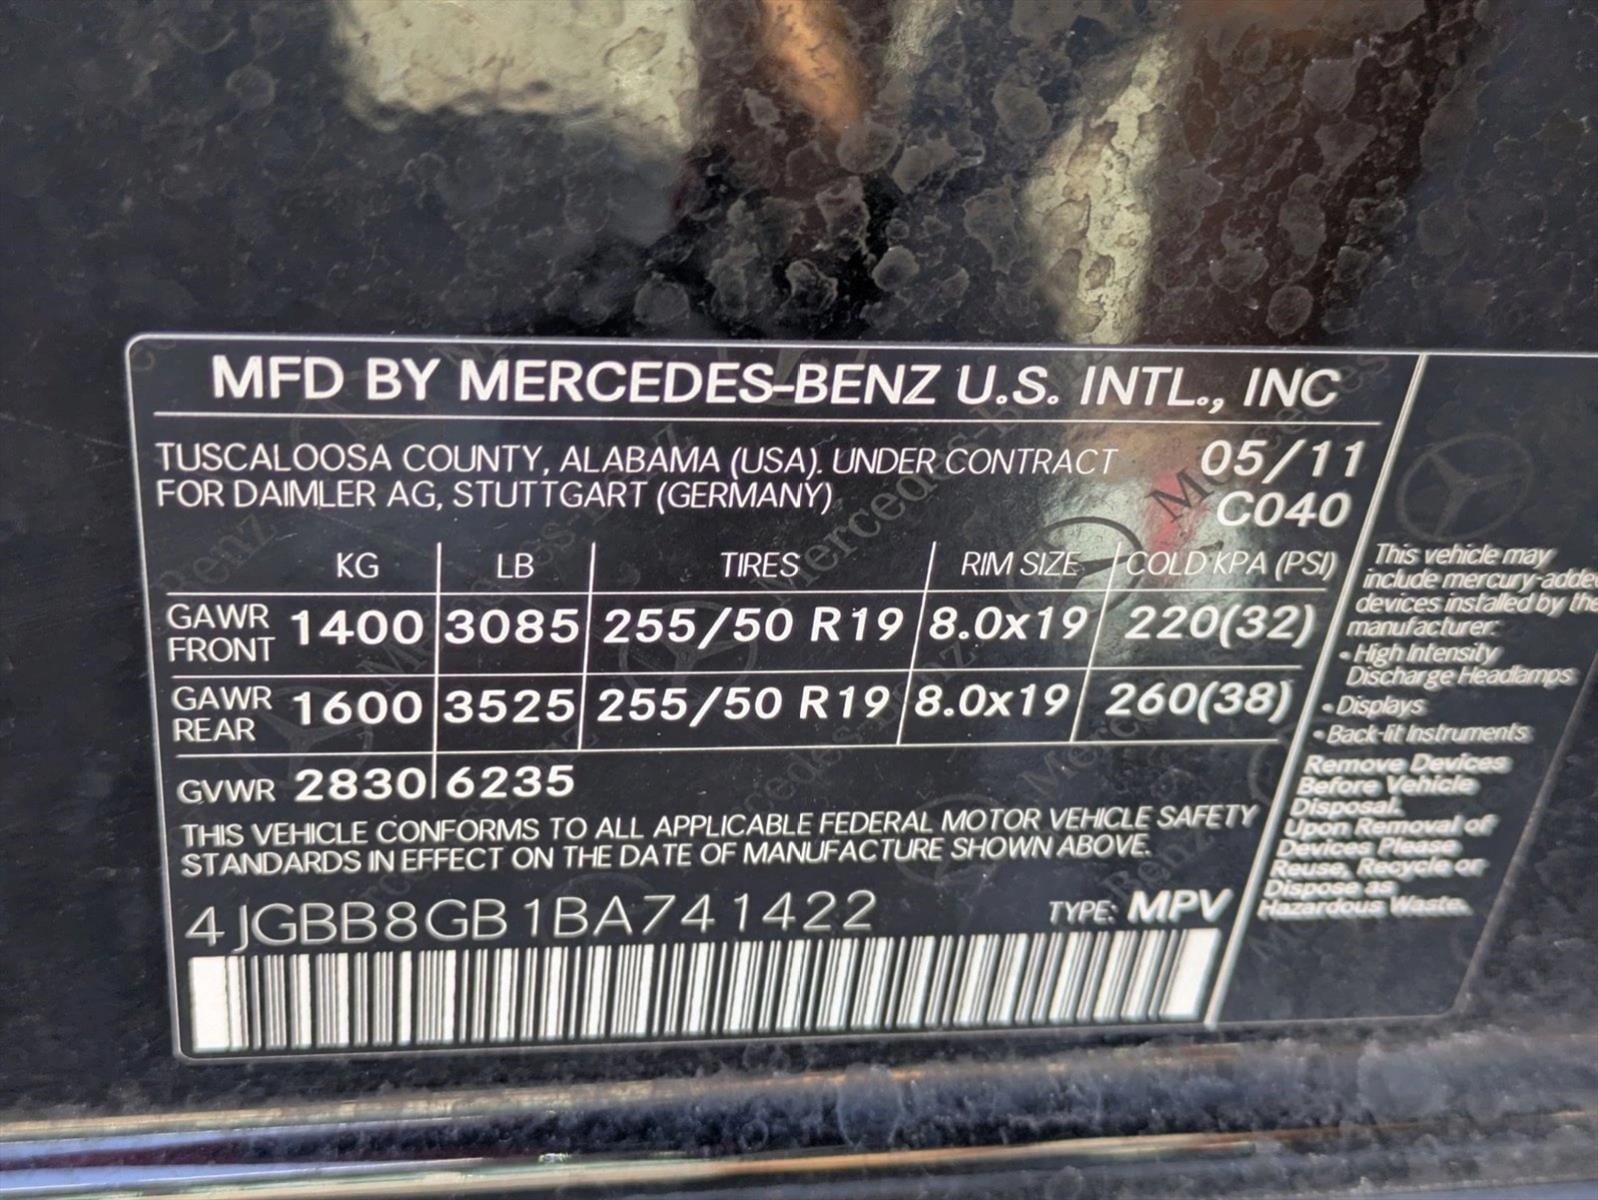 MFD BY MERCEDES-BENZ U.S. INTL., INC
TUSCALOOSA COUNTY, ALABAMA (USA). UNDER CONTRACT
FOR DAIMLER AG, STUTTGART (GERMANY)
05/11
C040
KG LB TIRES RIM SIZE COLD KPA (PSI)
GAWR FRONT 1400 3085 255/50 R19 8.0x19 220(32)
GAWR REAR 1600 3525 255/50 R19 8.0x19 260(38)
GVWR 2830 6235
THIS VEHICLE CONFORMS TO ALL APPLICABLE FEDERAL MOTOR VEHICLE SAFETY
STANDARDS IN EFFECT ON THE DATE OF MANUFACTURE SHOWN ABOVE.
4JGBB8GB1BA741422
TYPE: MPV
This vehicle may
include mercury-added
devices installed by the
manufacturer:
• High Intensity
Discharge Headlamps
• Displays
• Back-lit Instruments
Remove Devices
Before Vehicle
Disposal.
Upon Removal of
Devices Please
Reuse, Recycle or
Dispose as
Hazardous Waste.